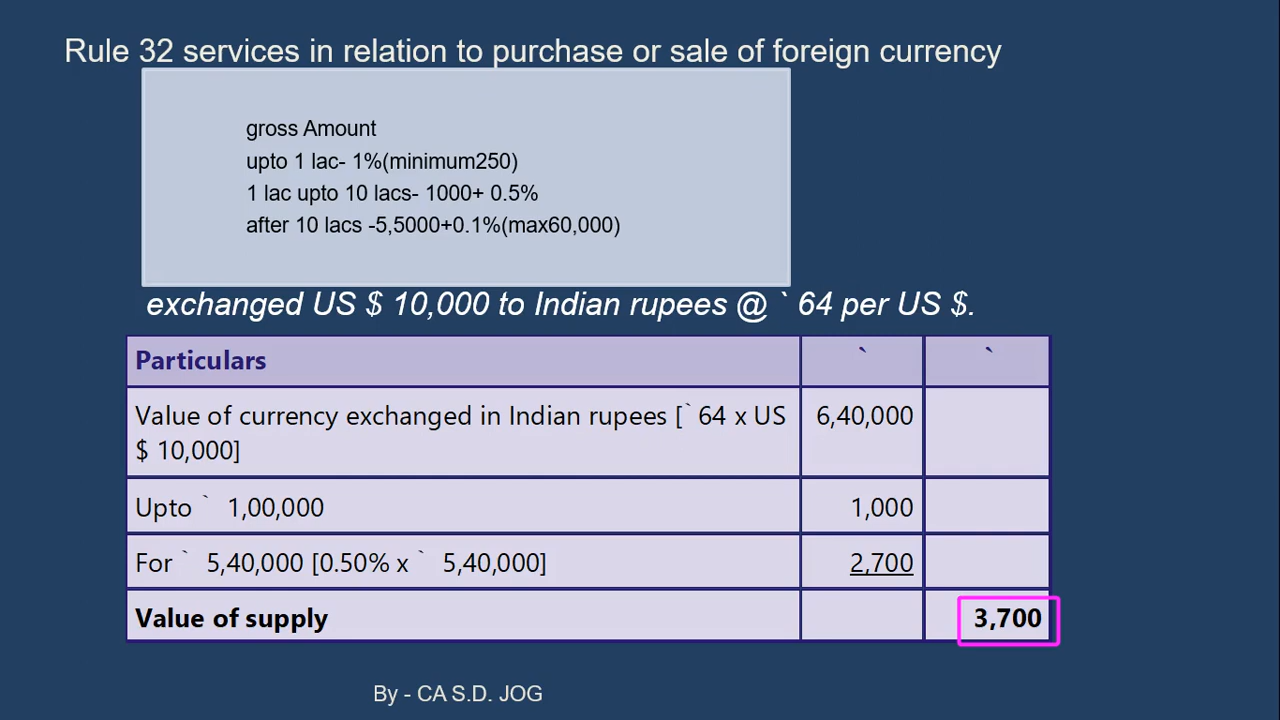 Rule 32 services in relation to purchase or sale of foreign currency
gross Amount
upto 1 lac- 1%(minimum250)
1 lac upto 10 lacs- 1000+ 0.5%
after 10 lacs -5,5000+0.1%(max60,000)
exchanged US $ 10,000 to Indian rupees @ ` 64 per US $.
Particulars ` `
Value of currency exchanged in Indian rupees [` 64 x US 6,40,000
$ 10,000]
Upto ` 1,00,000 1,000
For ` 5,40,000 [0.50% x ` 5,40,000] 2,700
Value of supply 3,700
By - CA S.D. JOG